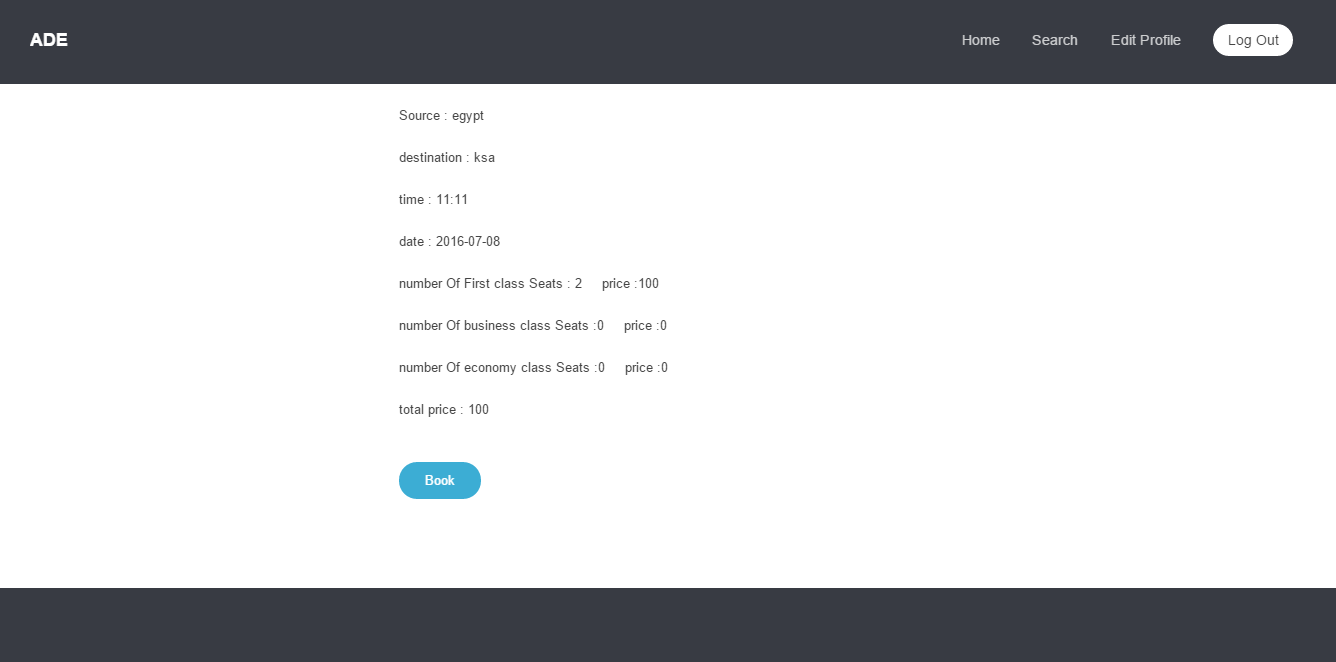 ADE
Home Search Edit Profile Log Out
Source : egypt
destination : ksa
time : 11:11
date : 2016-07-08
number Of First class Seats : 2 price :100
number Of business class Seats :0 price :0
number Of economy class Seats :0 price :0
total price : 100
Book